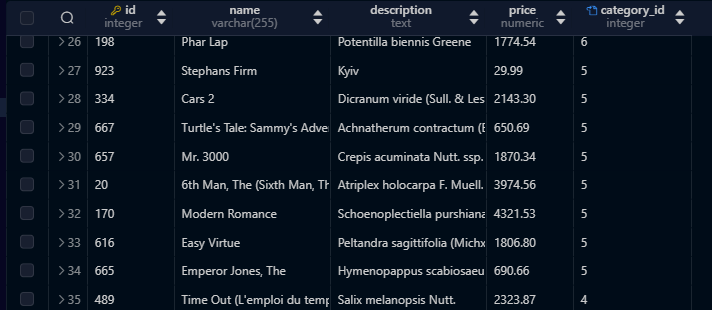 id name description price category_id
integer varchar(255) text numeric integer
26 198 Phar Lap Potentilla biennis Greene 1774.54 6
27 923 Stephans Firm Kyiv 29.99 5
28 334 Cars 2 Dicranum viride (Sull. & Les 2143.30 5
29 667 Turtle's Tale: Sammy's Adve Achnatherum contractum (B 650.69 5
30 657 Mr. 3000 Crepis acuminata Nutt. ssp. 1870.34 5
31 20 6th Man, The (Sixth Man, Th Atriplex holocarpa F. Muell. 3974.56 5
32 170 Modern Romance Schoenoplectiella purshiana 4321.53 5
33 616 Easy Virtue Peltandra sagittifolia (Michx 1806.80 5
34 665 Emperor Jones, The Hymenopappus scabiosaeu 690.66 5
35 489 Time Out (L'emploi du temp Salix melanopsis Nutt. 2323.87 4